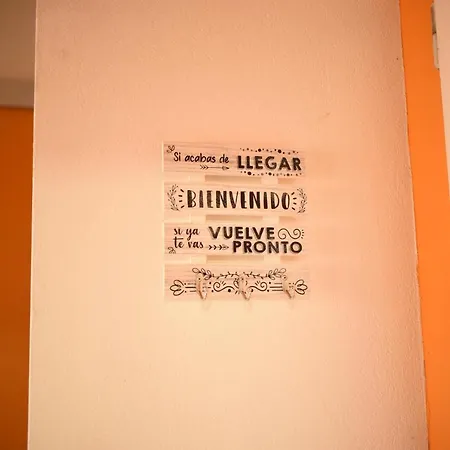 Si acabas de LLEGAR
BIENVENIDO
si ya te vas VUELVE PRONTO